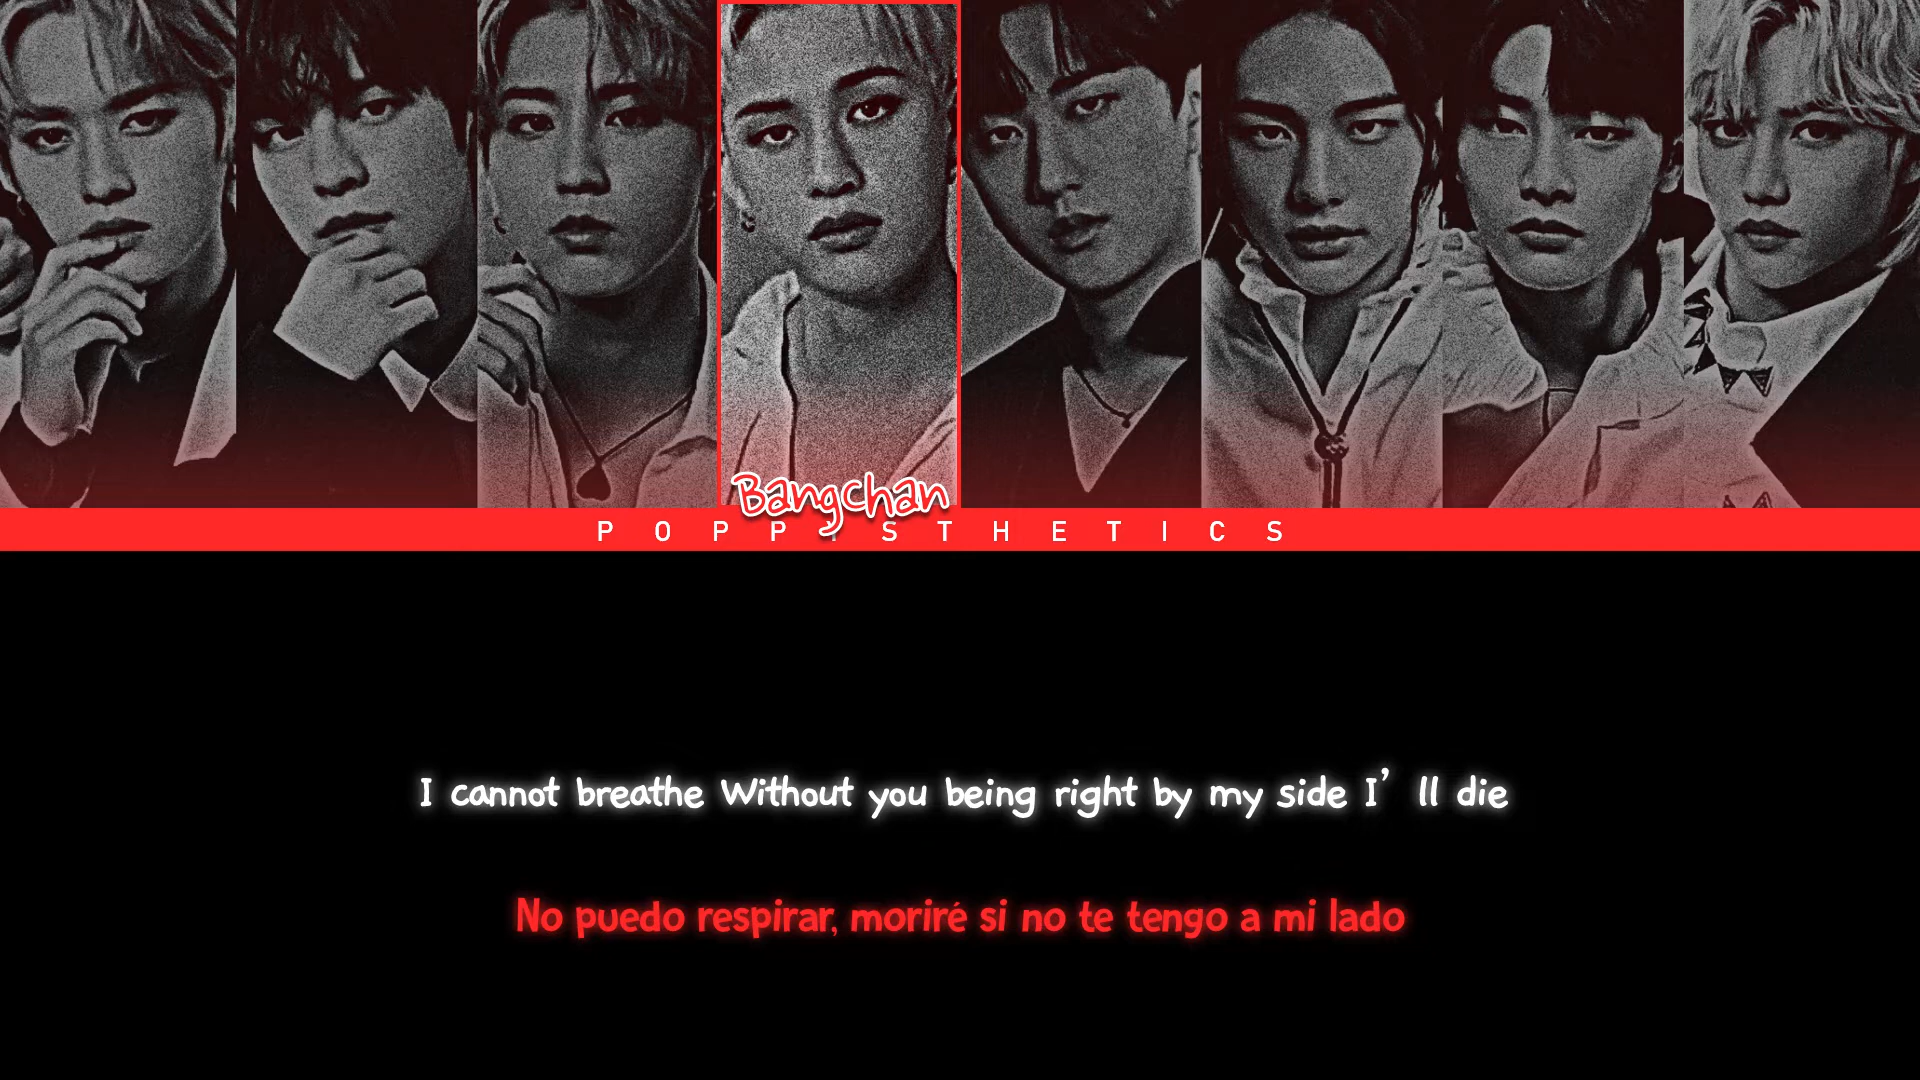 Bangchan
POPPYSTHETICS
I cannot breathe Without you being right by my side I’ll die
No puedo respirar, moriré si no te tengo a mi lado